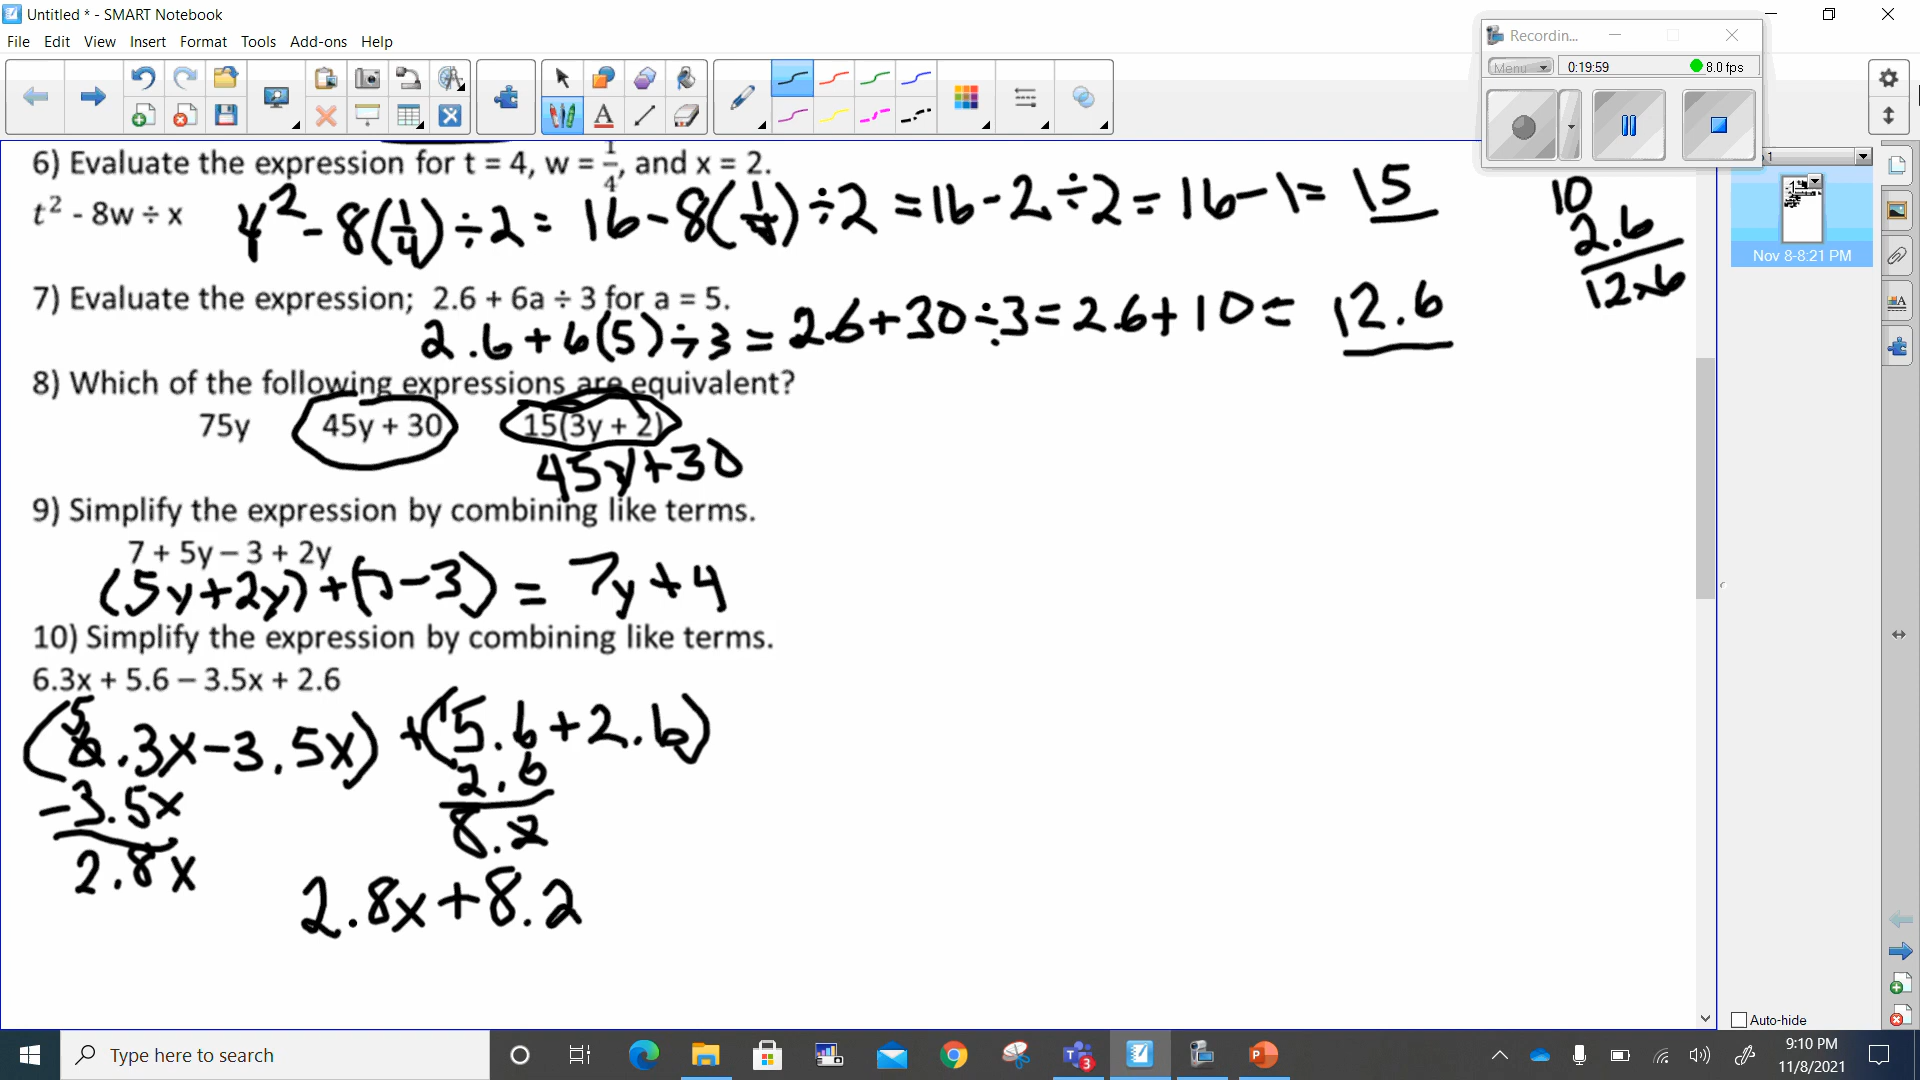 Untitled * - SMART Notebook
File Edit View Insert Format Tools Add-ons Help
Recordin...
Menu 0:19:59 8.0 fps
6) Evaluate the expression for t = 4, w = 1/4, and x = 2.
t² - 8w ÷ x
4² - 8(1/4) ÷ 2 = 16 - 8(1/4) ÷ 2 = 16 - 2 ÷ 2 = 16 - 1 = 15
10
2.6
12.6
7) Evaluate the expression; 2.6 + 6a ÷ 3 for a = 5.
2.6 + 6(5) ÷ 3 = 2.6 + 30 ÷ 3 = 2.6 + 10 = 12.6
8) Which of the following expressions are equivalent?
75y 45y + 30 15(3y + 2)
45y + 30
9) Simplify the expression by combining like terms.
7 + 5y – 3 + 2y
(5y + 2y) + (7 - 3) = 7y + 4
10) Simplify the expression by combining like terms.
6.3x + 5.6 – 3.5x + 2.6
5 1
(6.3x - 3.5x) + (5.6 + 2.6)
-3.5x 2.6
2.8x 8.2
2.8x + 8.2
1
Nov 8-8:21 PM
Auto-hide
Type here to search
3
9:10 PM
11/8/2021